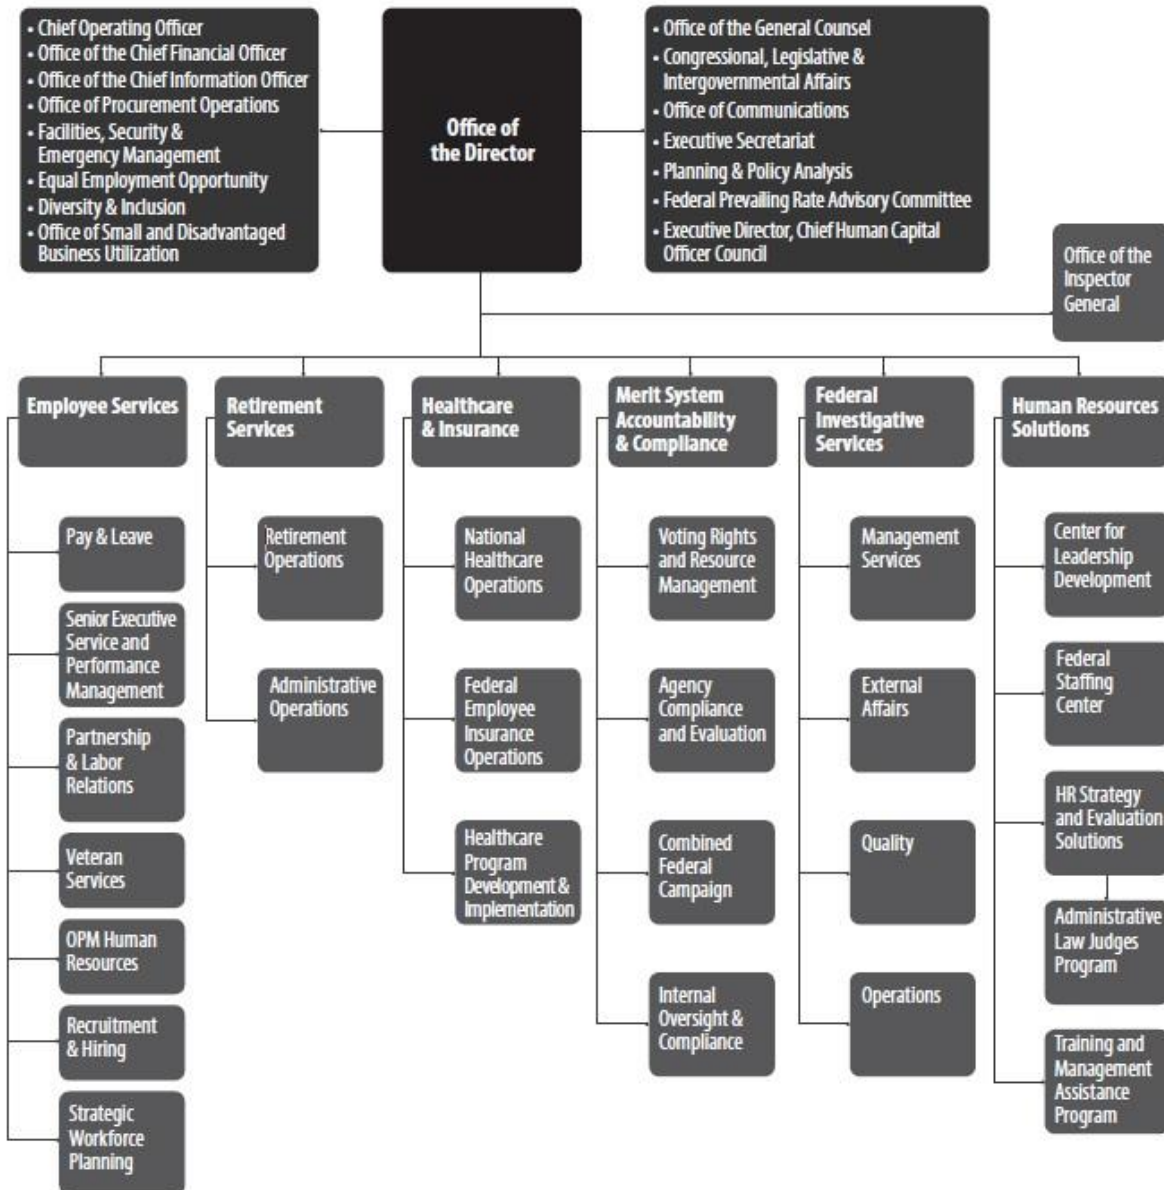 • Chief Operating Officer
• Office of the Chief Financial Officer
• Office of the Chief Information Officer
• Office of Procurement Operations
• Facilities, Security &
Emergency Management
• Equal Employment Opportunity
• Diversity & Inclusion
• Office of Small and Disadvantaged
Business Utilization
Office of
the Director
• Office of the General Counsel
• Congressional, Legislative &
Intergovernmental Affairs
• Office of Communications
• Executive Secretariat
• Planning & Policy Analysis
• Federal Prevailing Rate Advisory Committee
• Executive Director, Chief Human Capital
Officer Council
Office of the
Inspector
General
Employee Services
Pay & Leave
Senior Executive
Service and
Performance
Management
Partnership
& Labor
Relations
Veteran
Services
OPM Human
Resources
Recruitment
& Hiring
Strategic
Workforce
Planning
Retirement
Services
Retirement
Operations
Administrative
Operations
Healthcare
& Insurance
National
Healthcare
Operations
Federal
Employee
Insurance
Operations
Healthcare
Program
Development &
Implementation
Merit System
Accountability
& Compliance
Voting Rights
and Resource
Management
Agency
Compliance
and Evaluation
Combined
Federal
Campaign
Internal
Oversight &
Compliance
Federal
Investigative
Services
Management
Services
External
Affairs
Quality
Operations
Human Resources
Solutions
Center for
Leadership
Development
Federal
Staffing
Center
HR Strategy
and Evaluation
Solutions
Administrative
Law Judges
Program
Training and
Management
Assistance
Program